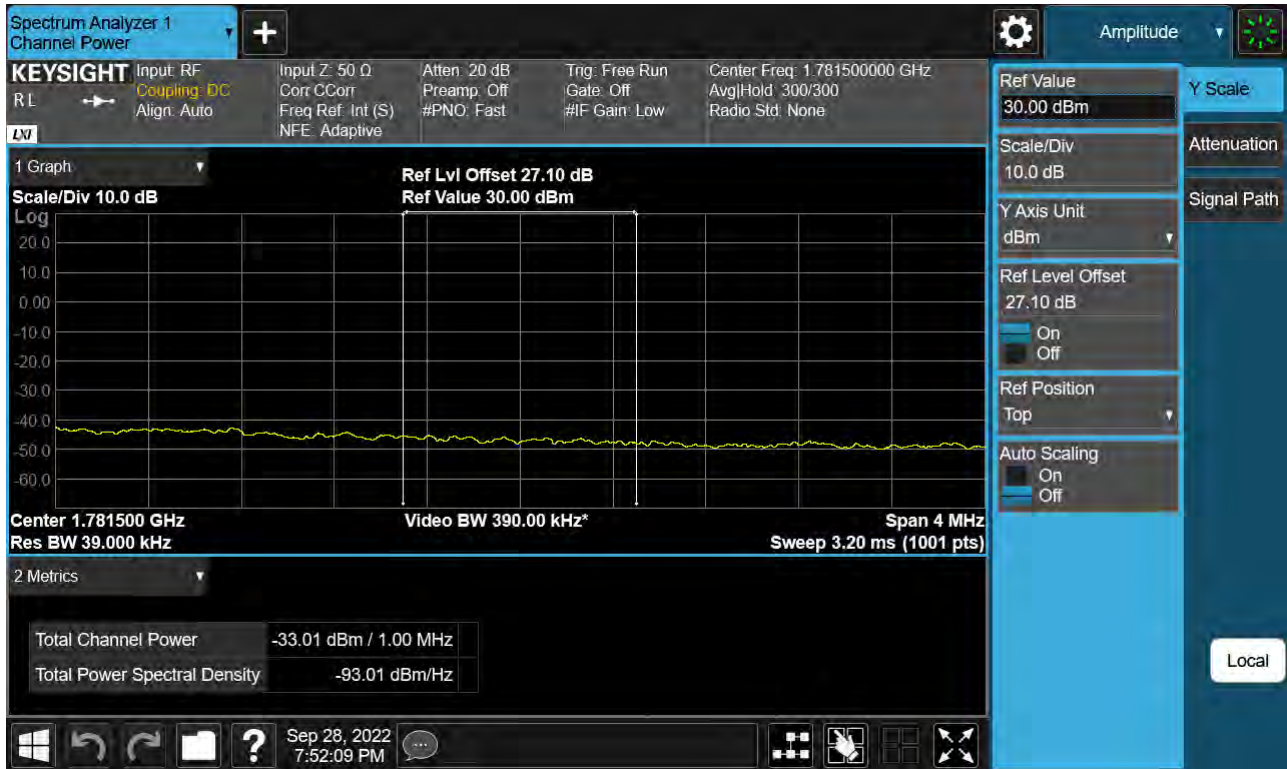 Spectrum Analyzer 1
Channel Power
+
Amplitude
KEYSIGHT
RL
LXI
Input: RF
Coupling: DC
Align: Auto
Input Z: 50 Ω
Corr CCorr
Freq Ref: Int (S)
NFE: Adaptive
Atten: 20 dB
Preamp: Off
#PNO: Fast
Trig: Free Run
Gate: Off
#IF Gain: Low
Center Freq: 1.781500000 GHz
Avg|Hold: 300/300
Radio Std: None
1 Graph
Scale/Div 10.0 dB
Ref Lvl Offset 27.10 dB
Ref Value 30.00 dBm
Log
20.0
10.0
0.00
-10.0
-20.0
-30.0
-40.0
-50.0
-60.0
Center 1.781500 GHz
Video BW 390.00 kHz*
Span 4 MHz
Res BW 39.000 kHz
Sweep 3.20 ms (1001 pts)
2 Metrics
Total Channel Power -33.01 dBm / 1.00 MHz
Total Power Spectral Density -93.01 dBm/Hz
Ref Value
30.00 dBm
Scale/Div
10.0 dB
Y Axis Unit
dBm
Ref Level Offset
27.10 dB
On
Off
Ref Position
Top
Auto Scaling
On
Off
Y Scale
Attenuation
Signal Path
Local
?
Sep 28, 2022
7:52:09 PM